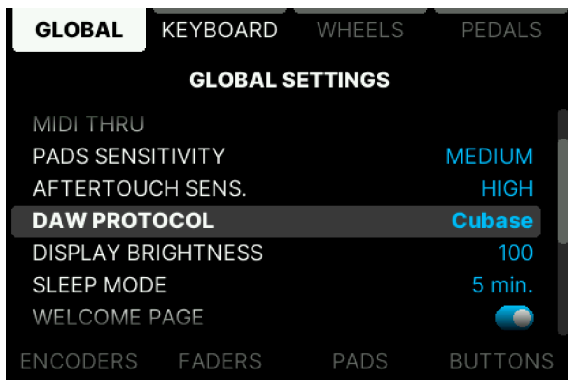 GLOBAL KEYBOARD WHEELS PEDALS
GLOBAL SETTINGS
MIDI THRU
PADS SENSITIVITY MEDIUM
AFTERTOUCH SENS. HIGH
DAW PROTOCOL Cubase
DISPLAY BRIGHTNESS 100
SLEEP MODE 5 min.
WELCOME PAGE
ENCODERS FADERS PADS BUTTONS